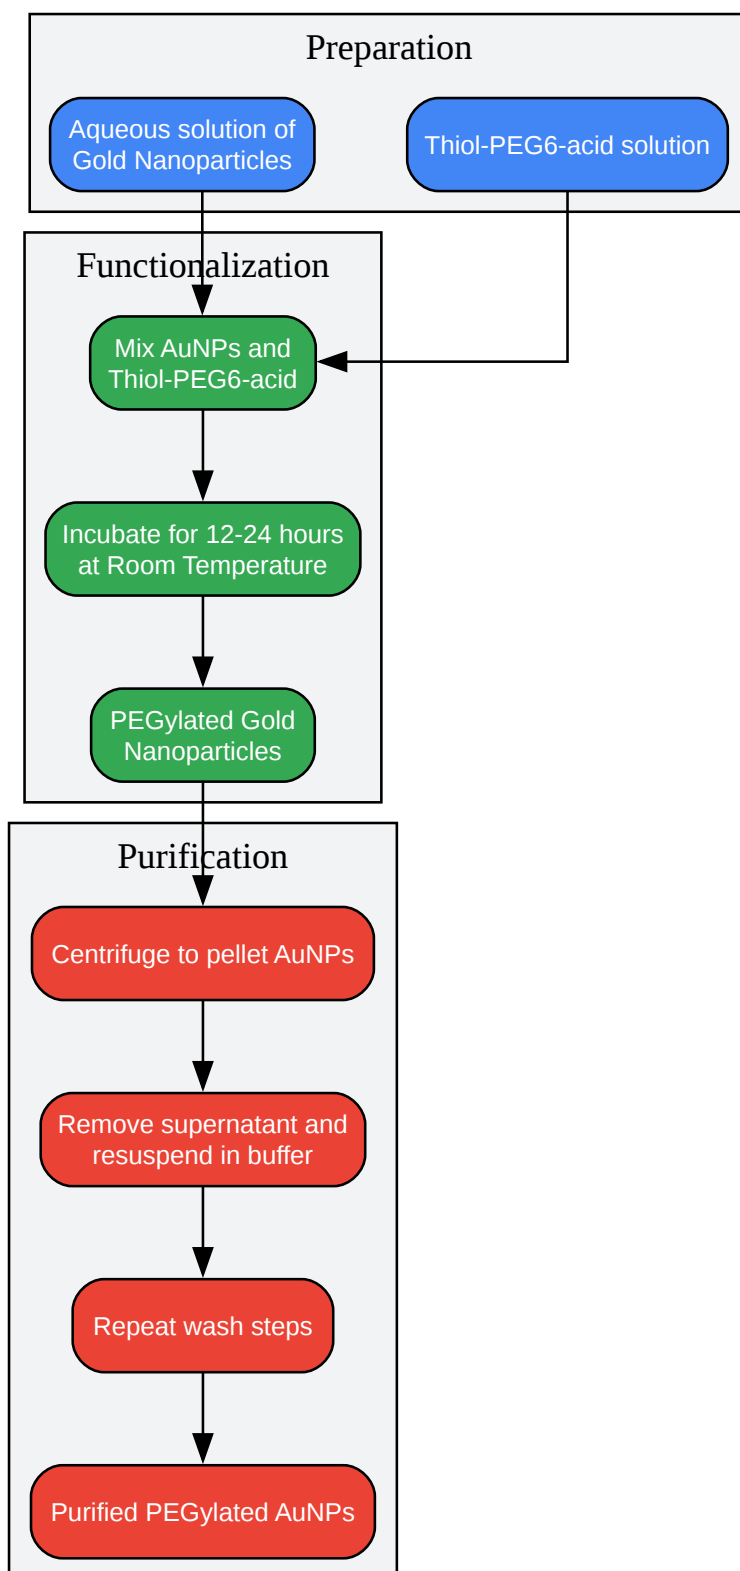 Preparation
Aqueous solution of
Gold Nanoparticles
Thiol-PEG6-acid solution
Functionalization
Mix AuNPs and
Thiol-PEG6-acid
Incubate for 12-24 hours
at Room Temperature
PEGylated Gold
Nanoparticles
Purification
Centrifuge to pellet AuNPs
Remove supernatant and
resuspend in buffer
Repeat wash steps
Purified PEGylated AuNPs